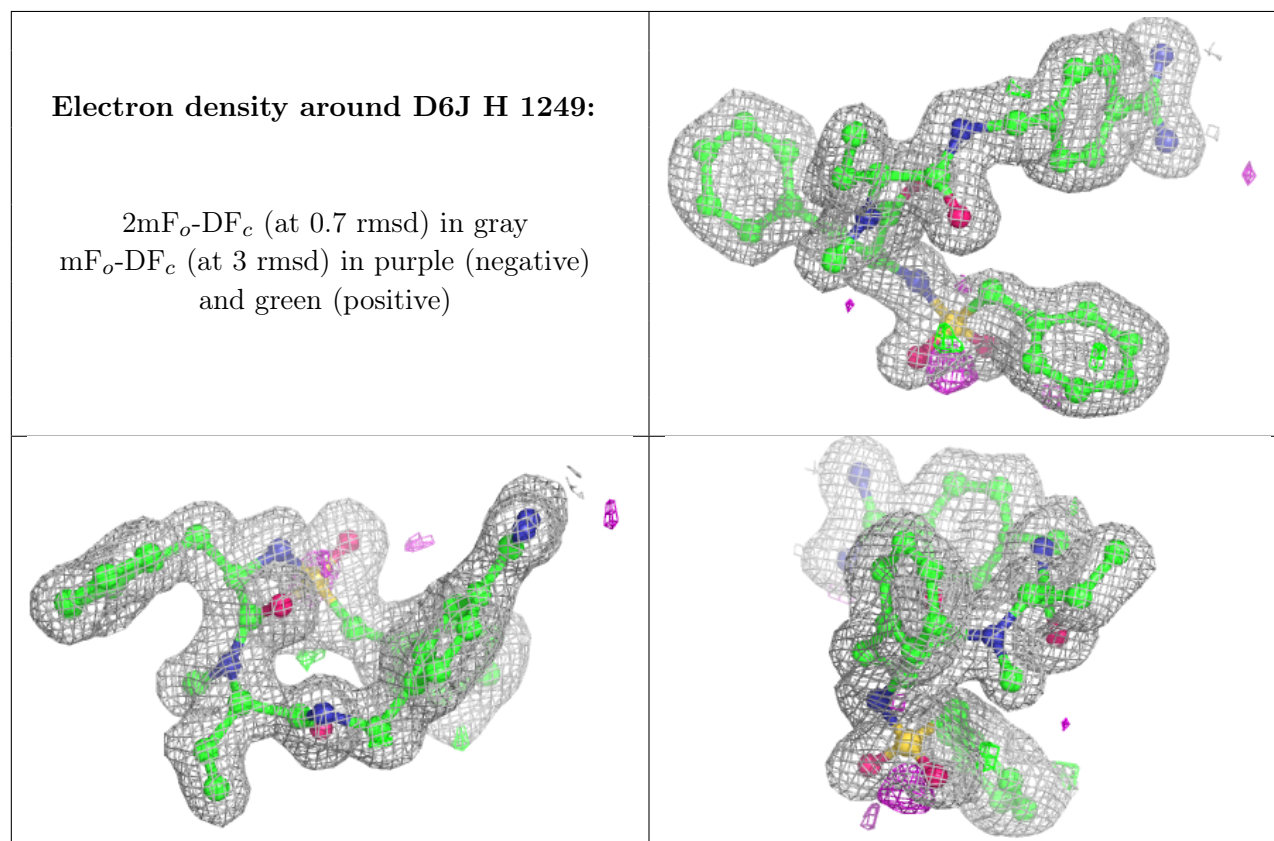 Electron density around D6J H 1249:
2mFo-DFc (at 0.7 rmsd) in gray
mFo-DFc (at 3 rmsd) in purple (negative)
and green (positive)